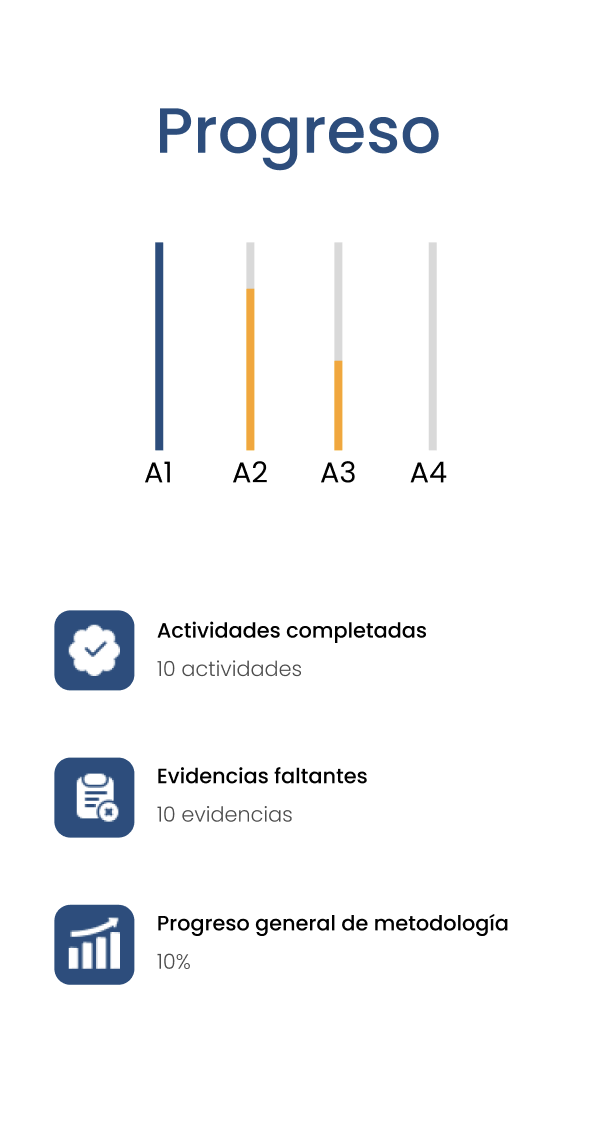 Progreso
A1 A2 A3 A4
Actividades completadas
10 actividades
Evidencias faltantes
10 evidencias
Progreso general de metodología
10%